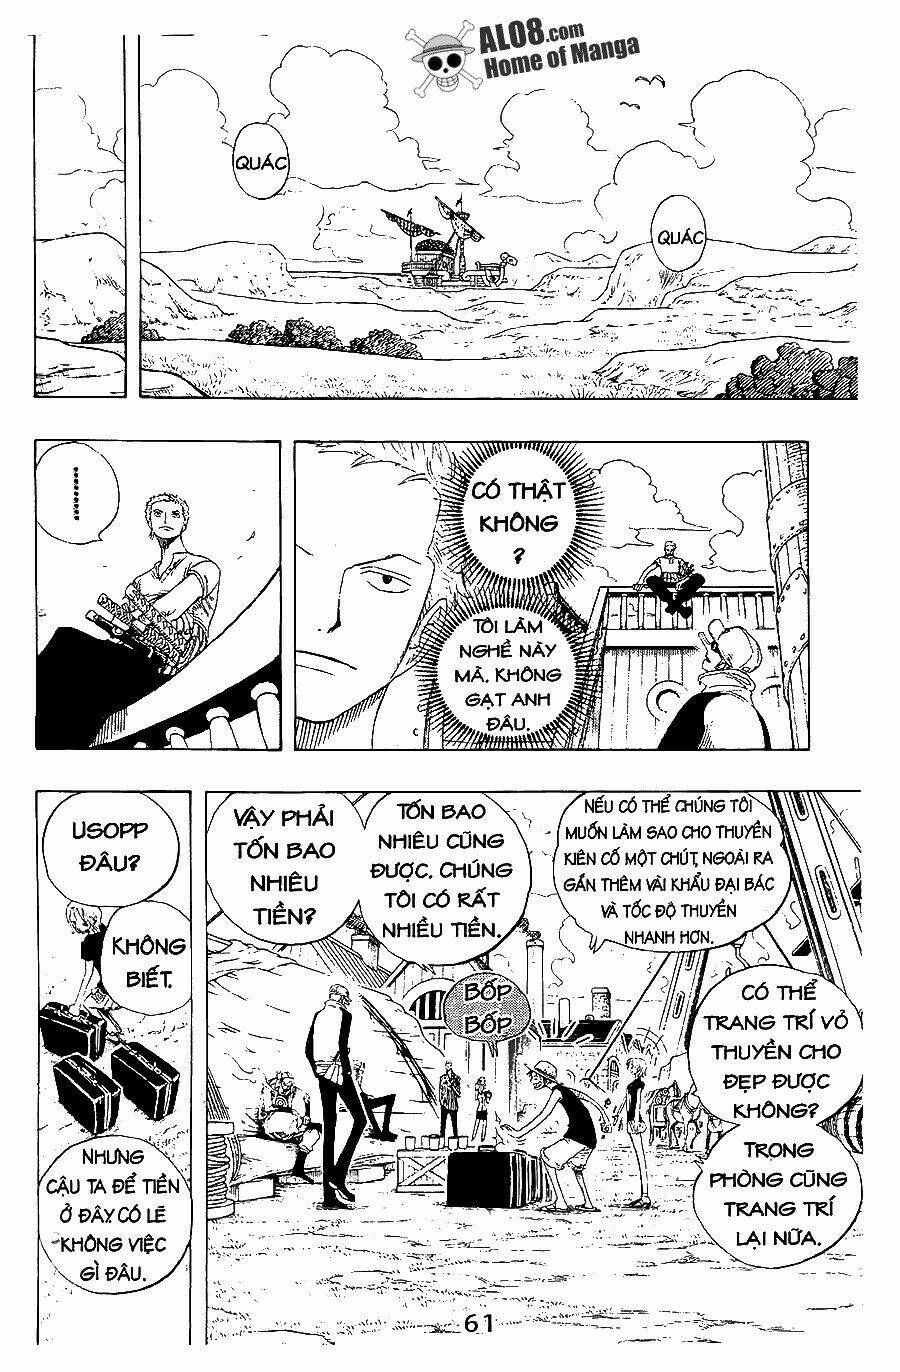 AL08.com
Home of Manga
QUÁC
QUÁC
..........
CÓ THẬT
KHÔNG
?
TÔI LÀM
NGHỀ NÀY
MÀ. KHÔNG
GẠT ANH
ĐÂU.
USOPP
ĐÂU?
KHÔNG
BIẾT.
NHƯNG
CẬU TA ĐỂ TIỀN
Ở ĐÂY. CÓ LẼ
KHÔNG VIỆC
GÌ ĐÂU.
NẾU CÓ THỂ CHÚNG TÔI
MUỐN LÀM SAO CHO THUYỀN
KIÊN CỐ MỘT CHÚT, NGOÀI RA
GẮN THÊM VÀI KHẨU ĐẠI BÁC
VÀ TỐC ĐỘ THUYỀN
NHANH HƠN.
VẬY PHẢI
TỐN BAO
NHIÊU
TIỀN?
TỐN BAO
NHIÊU CŨNG
ĐƯỢC. CHÚNG
TÔI CÓ RẤT
NHIỀU TIỀN.
BỐP
BỐP
CÓ THỂ
TRANG TRÍ VỎ
THUYỀN CHO
ĐẸP ĐƯỢC
KHÔNG?
TRONG
PHÒNG CŨNG
TRANG TRÍ
LẠI NỮA.
61